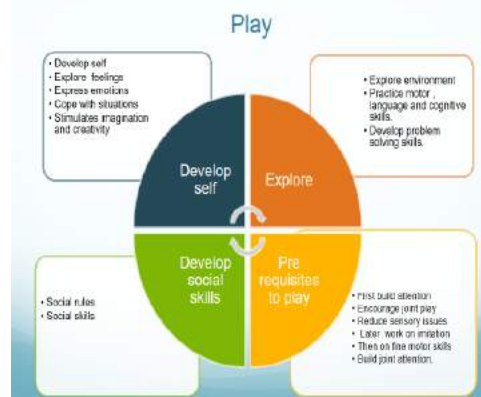 Play
• Develop self
• Explore feelings
• Express emotions
• Cope with situations
• Stimulates imagination
and creativity
• Explore environment
• Practice motor ,
language and cognitive
skills.
• Develop problem
solving skills.
Develop
self
Explore
Develop
social
skills
Pre
requisites
to play
• Social rules
• Social skills
• First build attention
• Encourage joint play
• Reduce sensory issues
• Later work on imitation
• Then on fine motor skills
• Build joint attention.